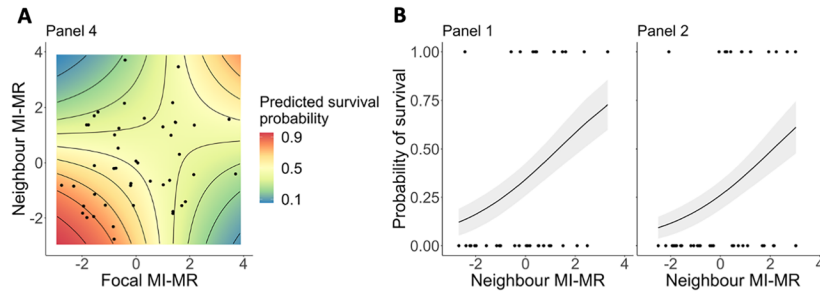 A
Panel 4
Neighbour MI-MR
4
2
0
-2
-2
0
2
4
Focal MI-MR
Predicted survival
probability
0.9
0.5
0.1
B
Panel 1
Panel 2
Probability of survival
1.00
0.75
0.50
0.25
0.00
-2
0
2
4
-2
0
2
4
Neighbour MI-MR
Neighbour MI-MR